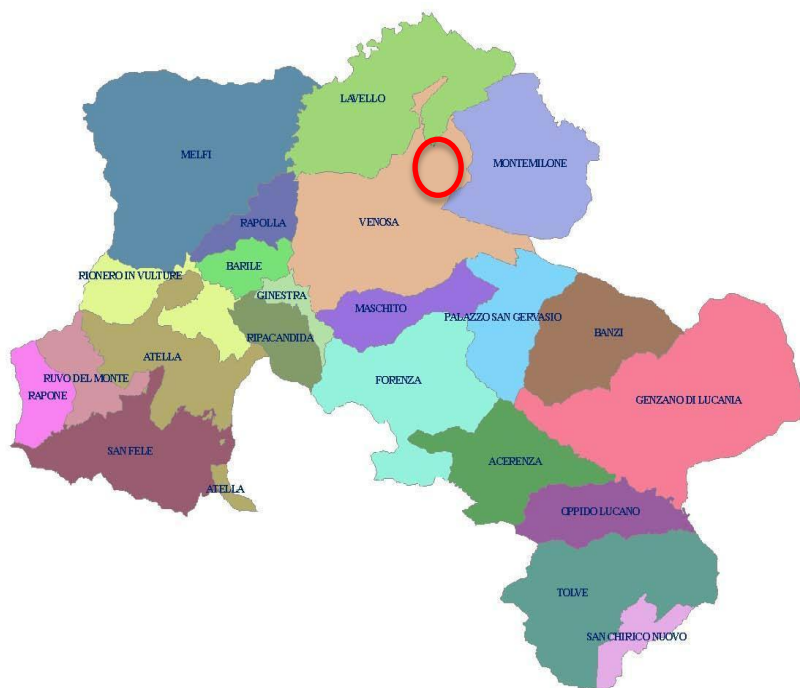 LAVELLO
MELFI
MONTEMILONE
RAPOLLA
VENOSA
BARILE
RIONERO IN VULTURE
GINESTRA
MASCHITO
PALAZZO SAN GERVASIO
BANZI
RIPACANDIDA
ATELLA
RUVO DEL MONTE
FORENZA
RAPONE
GENZANO DI LUCANIA
SAN FELE
ACERENZA
ATELLA
OPPIDO LUCANO
TOLVE
SAN CHIRICO NUOVO